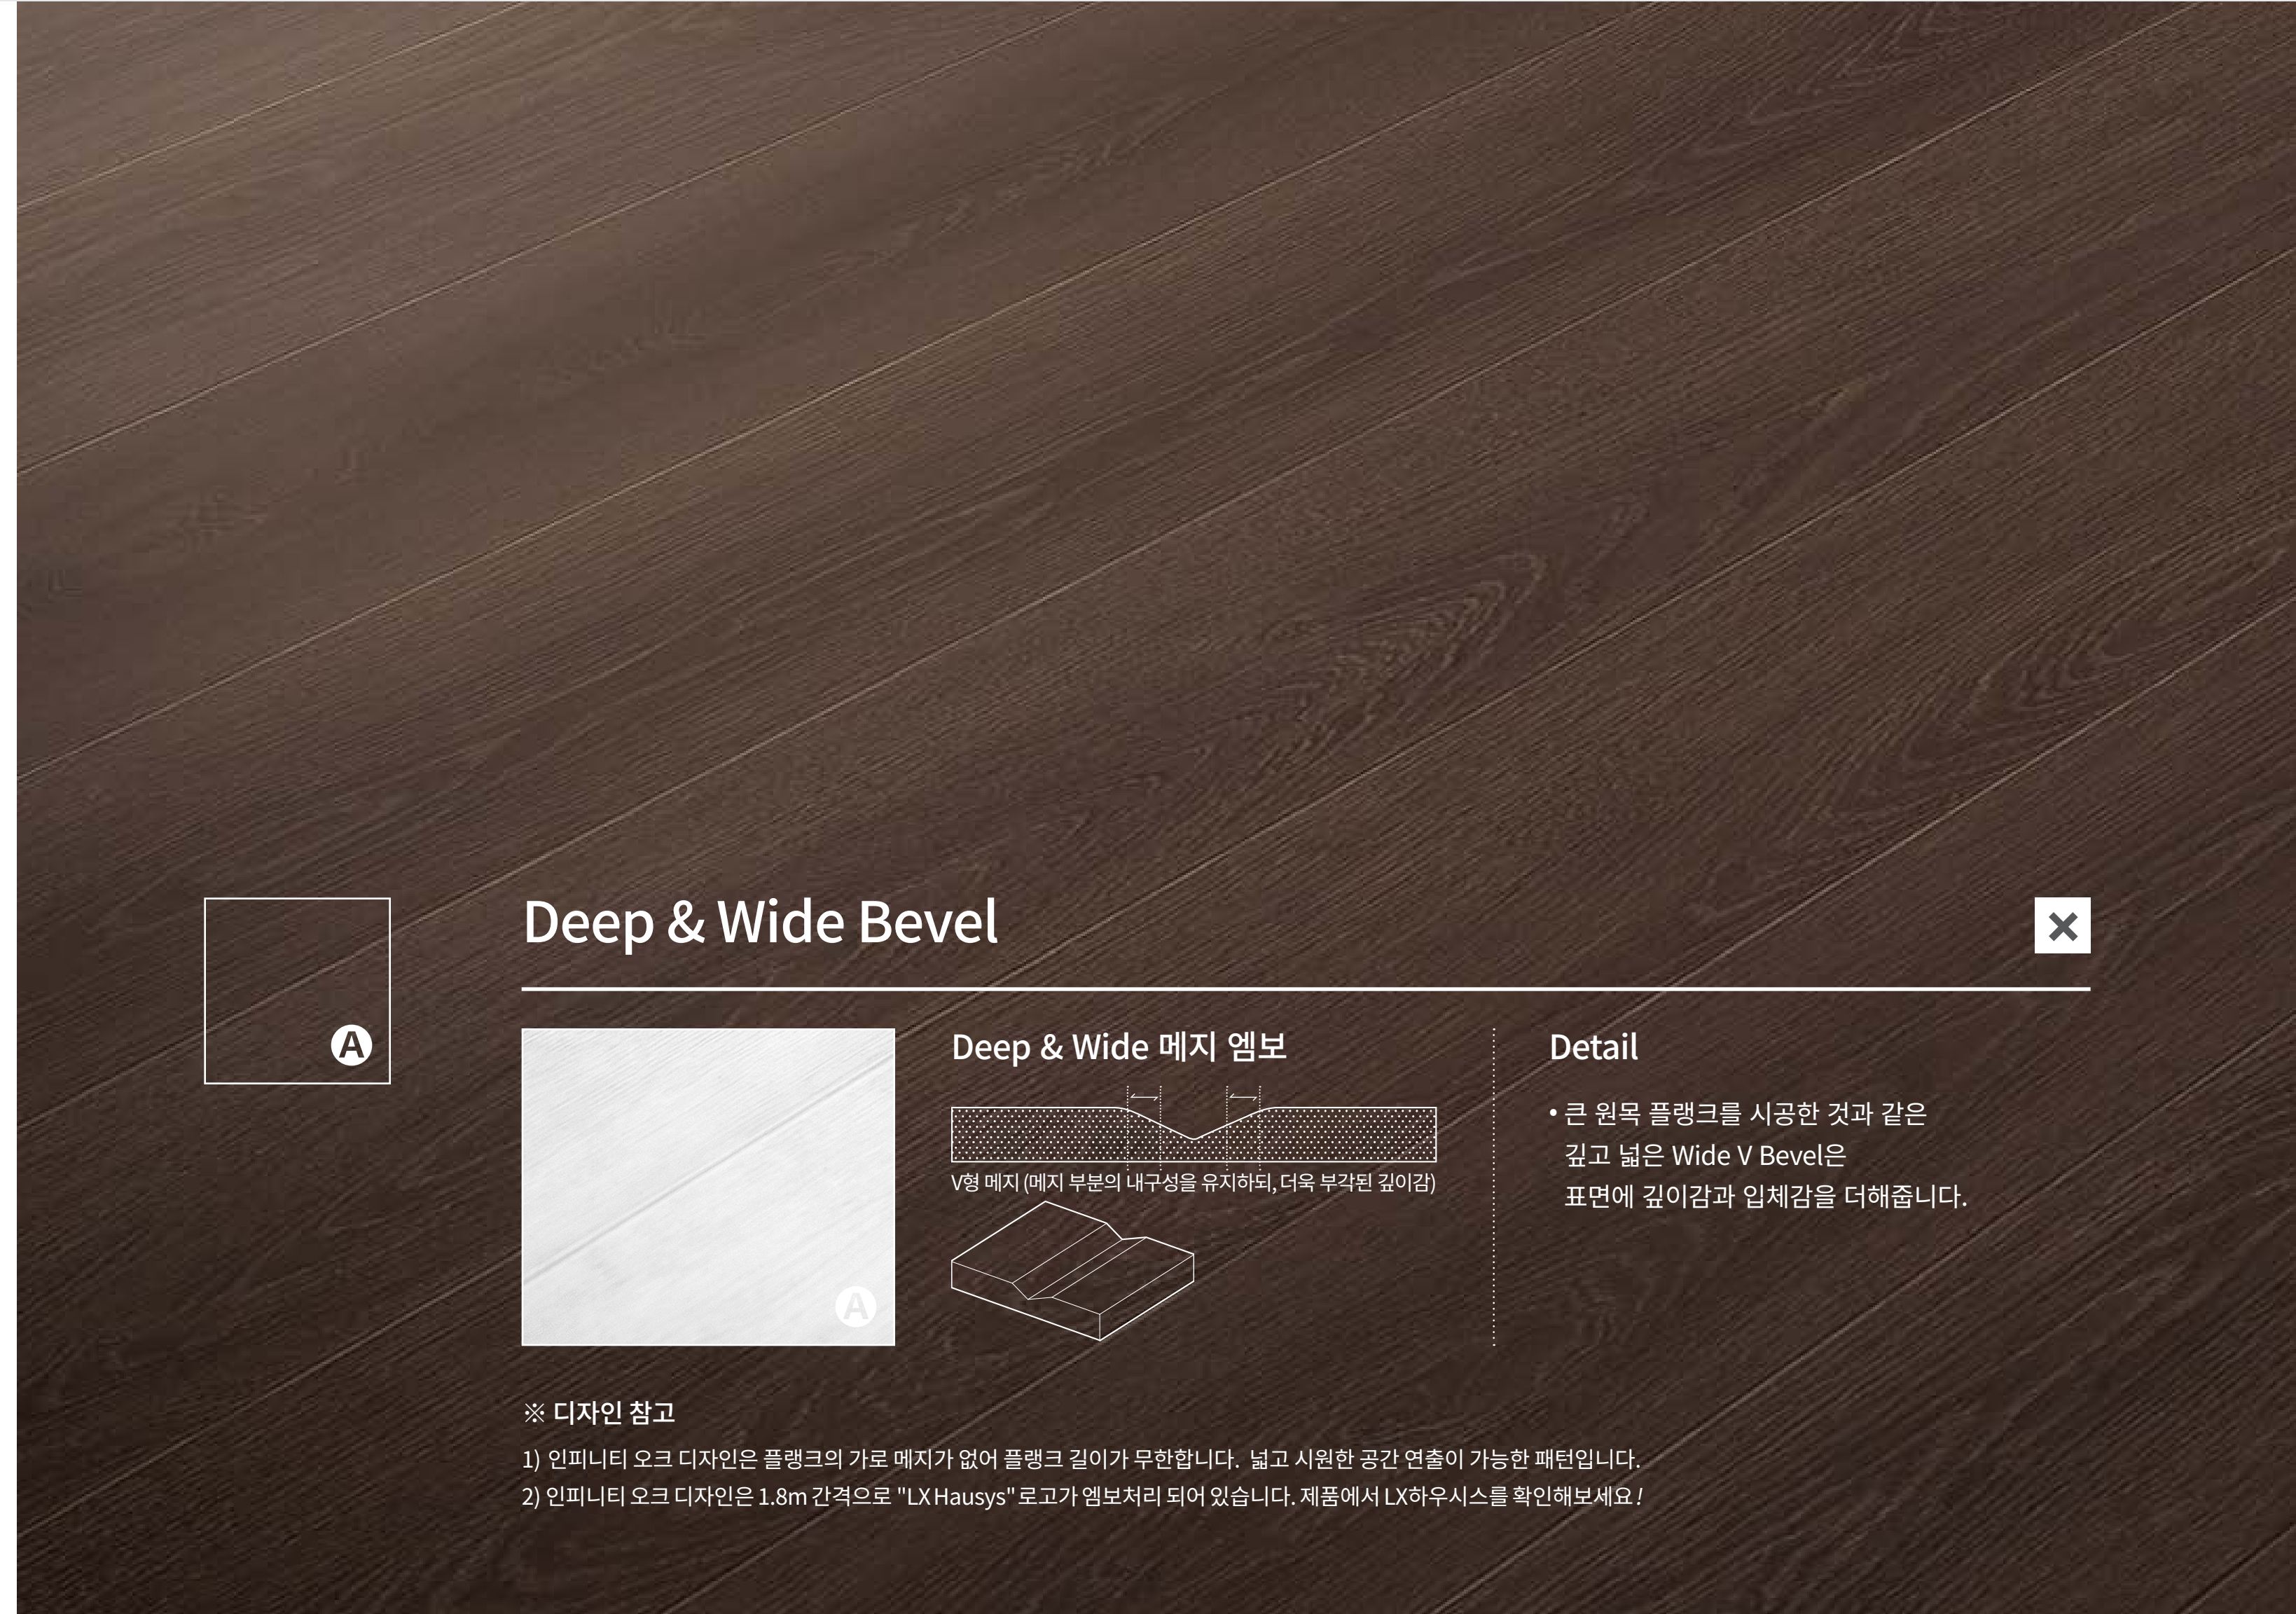 Deep & Wide Bevel
A
A
Deep & Wide 메지 엠보
V형 메지 (메지 부분의 내구성을 유지하되, 더욱 부각된 깊이감)
Detail
• 큰 원목 플랭크를 시공한 것과 같은
깊고 넓은 Wide V Bevel은
표면에 깊이감과 입체감을 더해줍니다.
※ 디자인 참고
1) 인피니티 오크 디자인은 플랭크의 가로 메지가 없어 플랭크 길이가 무한합니다. 넓고 시원한 공간 연출이 가능한 패턴입니다.
2) 인피니티 오크 디자인은 1.8m 간격으로 "LX Hausys" 로고가 엠보처리 되어 있습니다. 제품에서 LX하우시스를 확인해보세요!